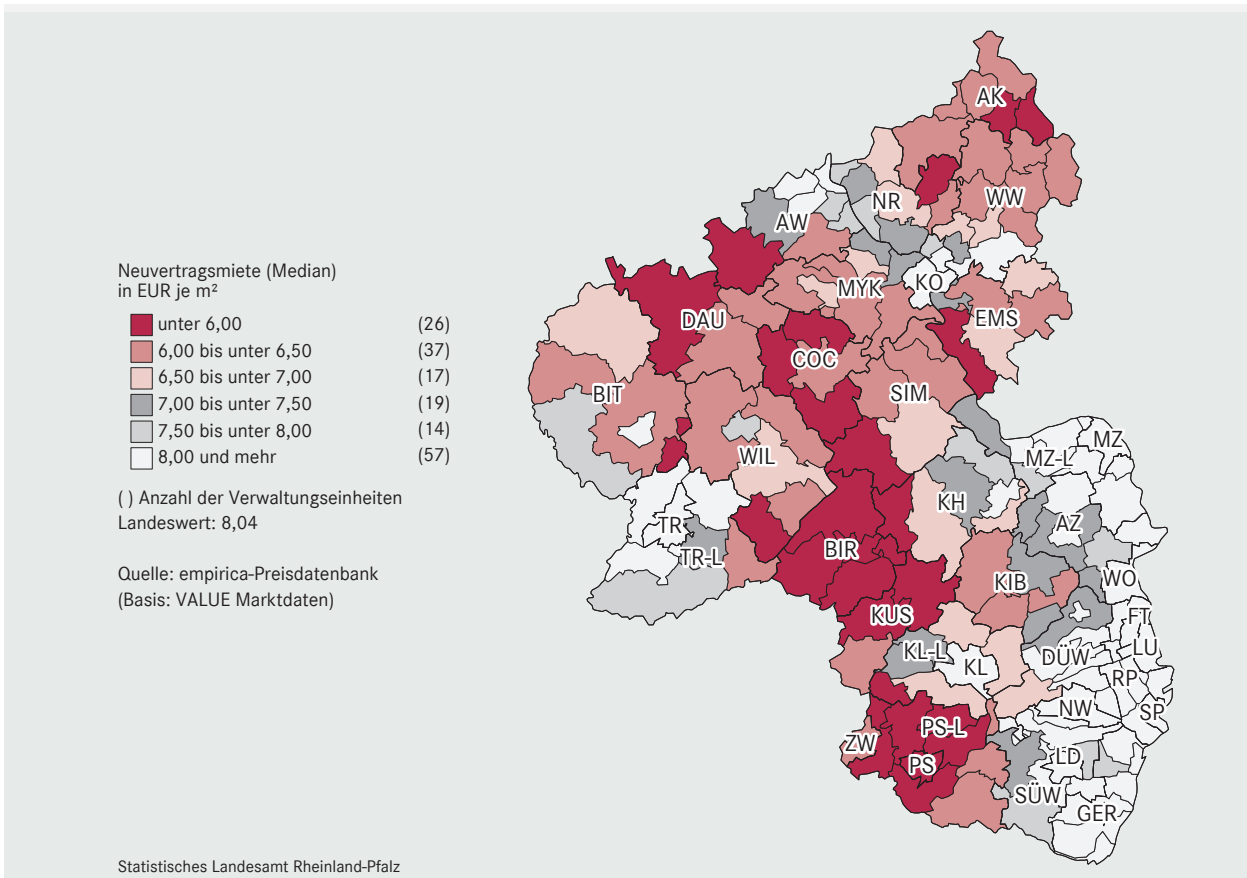 Neuvertragsmiete (Median)
in EUR je m²
unter 6,00 (26)
6,00 bis unter 6,50 (37)
6,50 bis unter 7,00 (17)
7,00 bis unter 7,50 (19)
7,50 bis unter 8,00 (14)
8,00 und mehr (57)
( ) Anzahl der Verwaltungseinheiten
Landeswert: 8,04
Quelle: empirica-Preisdatenbank
(Basis: VALUE Marktdaten)
AK
NR
WW
AW
KO
MYK
EMS
DAU
COC
BIT
SIM
WIL
MZ
MZ-L
KH
AZ
TR
TR-L
BIR
KIB
WO
KUS
FT
LU
KL-L
KL
DÜW
RP
NW
SP
PS-L
ZW
PS
LD
SÜW
GER
Statistisches Landesamt Rheinland-Pfalz